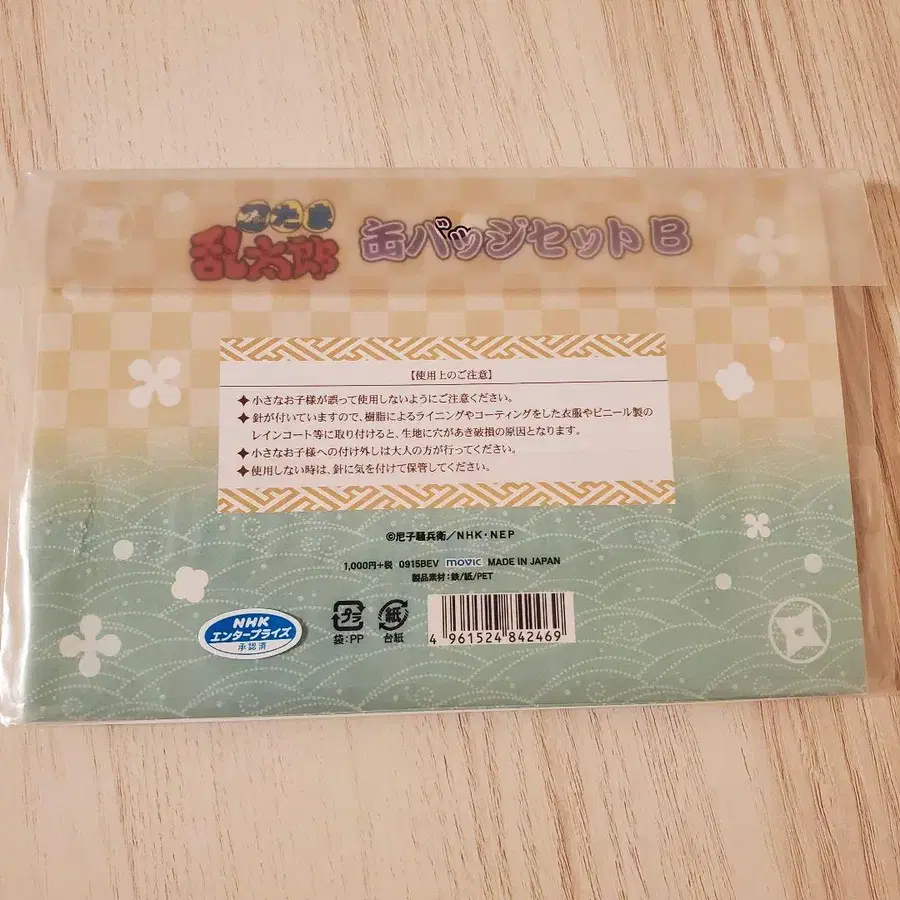 忍たま
乱太郎
缶バッジセットB
【使用上のご注意】
✦小さなお子様が誤って使用しないようにご注意ください。
✦針が付いていますので、樹脂によるライニングやコーティングをした衣服やビニール製の
レインコート等に取り付けると、生地に穴があき破損の原因となります。
✦小さなお子様への付け外しは大人の方が行ってください。
✦使用しない時は、針に気を付けて保管してください。
©尼子騒兵衛／NHK・NEP
1,000円+税 0915BEV movic MADE IN JAPAN
製品素材：鉄/紙/PET
NHK
エンタープライズ
承認済
プラ
袋：PP
紙
台紙
4 961524 842469